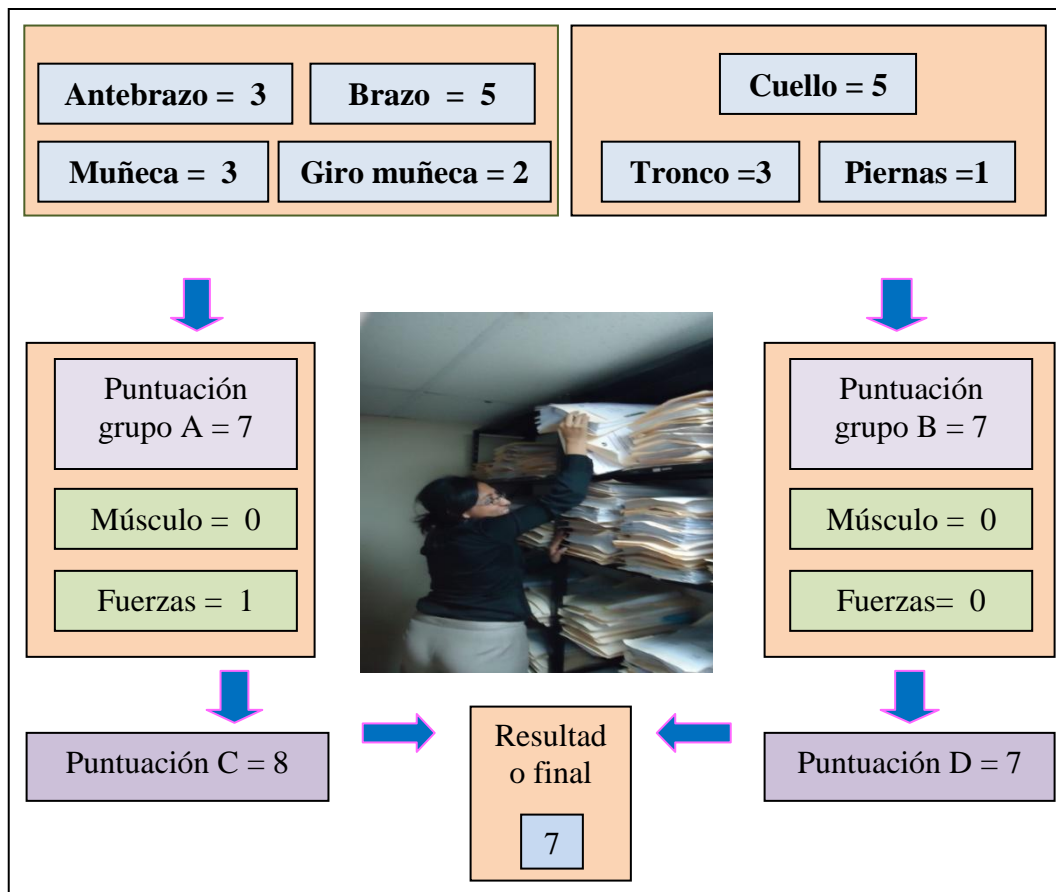 Antebrazo = 3
Brazo = 5
Muñeca = 3
Giro muñeca = 2
Cuello = 5
Tronco =3
Piernas =1
Puntuación
grupo A = 7
Músculo = 0
Fuerzas = 1
Puntuación C = 8
Puntuación
grupo B = 7
Músculo = 0
Fuerzas= 0
Puntuación D = 7
Resultad
o final
7